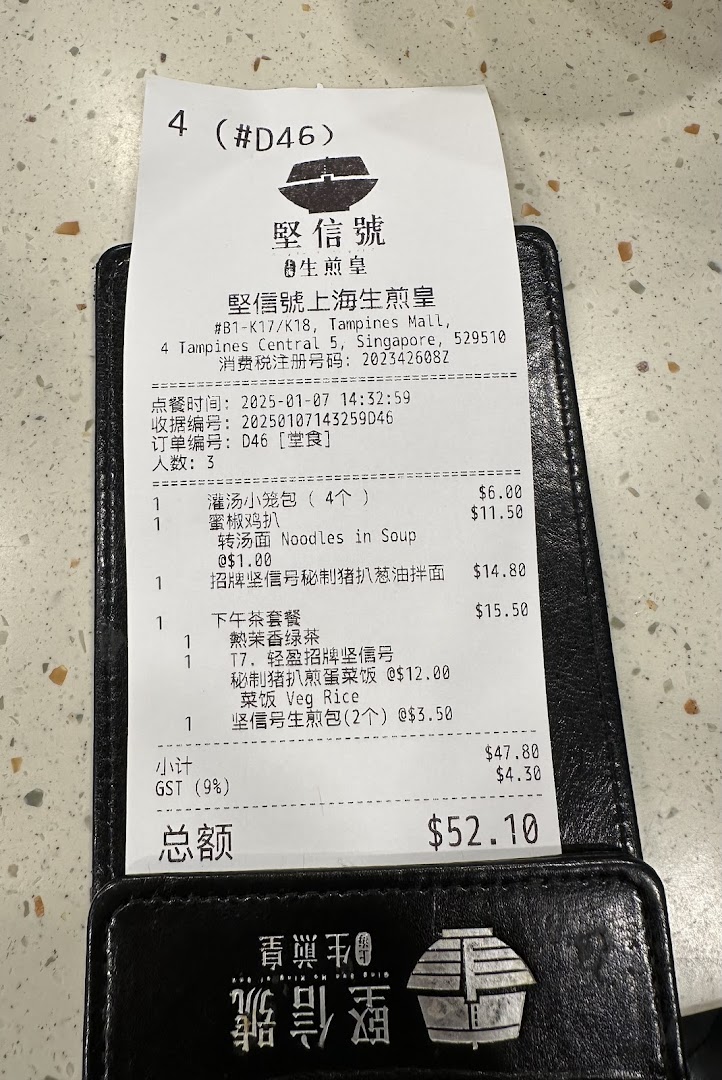 4 (#D46)
堅信號
上海生煎皇
堅信號上海生煎皇
#B1-K17/K18, Tampines Mall,
4 Tampines Central 5, Singapore, 529510
消费税注册号码: 202342608Z
点餐时间: 2025-01-07 14:32:59
收据编号: 20250107143259D46
订单编号: D46 [堂食]
人数: 3
1 灌汤小笼包 ( 4个 ) $6.00
1 蜜椒鸡扒 $11.50
转汤面 Noodles in Soup
@$1.00
1 招牌坚信号秘制猪扒葱油拌面 $14.80
1 下午茶套餐 $15.50
1 熱茉香绿茶
1 T7. 轻盈招牌坚信号
秘制猪扒煎蛋菜饭 @$12.00
菜饭 Veg Rice
1 坚信号生煎包(2个) @$3.50
小计 $47.80
GST (9%) $4.30
总额 $52.10
堅信號
上海生煎皇